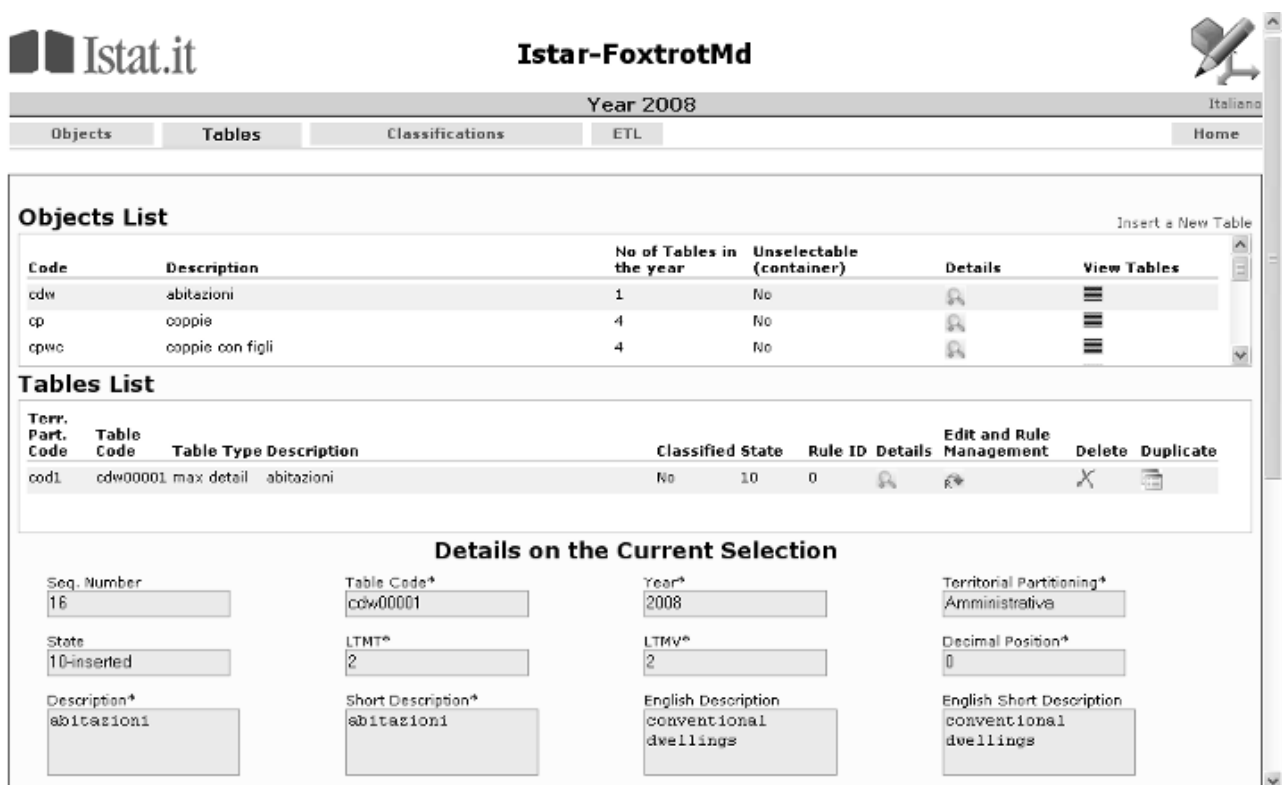 Istat.it
Istar-FoxtrotMd
Year 2008
Italiano
Objects Tables Classifications ETL Home
Objects List
Insert a New Table
Code Description No of Tables in the year Unselectable (container) Details View Tables
cdw abitazioni 1 No
cp coppie 4 No
cpwc coppie con figli 4 No
Tables List
Terr. Part. Code Table Code Table Type Description Classified State Rule ID Details Edit and Rule Management Delete Duplicate
cod1 cdw00001 max detail abitazioni No 10 0
Details on the Current Selection
Seq. Number Table Code* Year* Territorial Partitioning*
16 cdw00001 2008 Amministrativa
State LTMT* LTMV* Decimal Position*
10-inserted 2 2 0
Description* Short Description* English Description English Short Description
abitazioni abitazioni conventional conventional
dwellings dwellings